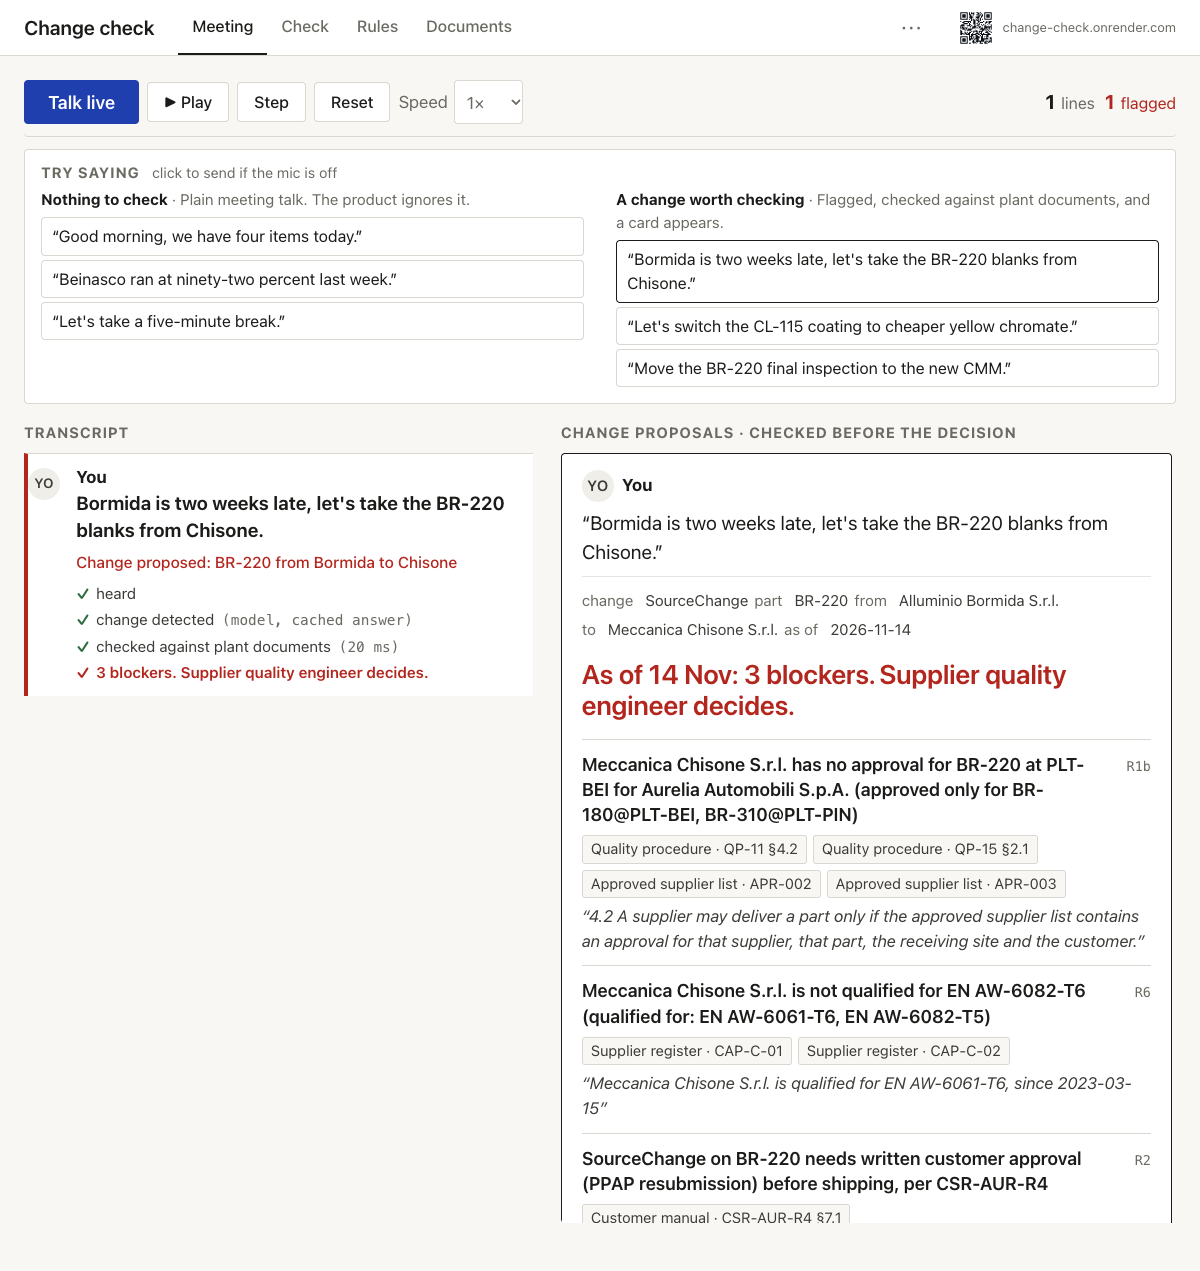 Change check
Meeting
Check
Rules
Documents
···
change-check.onrender.com
Talk live
▶ Play
Step
Reset
Speed
1×
1 lines 1 flagged
TRY SAYING click to send if the mic is off
Nothing to check · Plain meeting talk. The product ignores it.
“Good morning, we have four items today.”
“Beinasco ran at ninety-two percent last week.”
“Let's take a five-minute break.”
A change worth checking · Flagged, checked against plant documents, and
a card appears.
“Bormida is two weeks late, let's take the BR-220 blanks from
Chisone.”
“Let's switch the CL-115 coating to cheaper yellow chromate.”
“Move the BR-220 final inspection to the new CMM.”
TRANSCRIPT
YO
You
Bormida is two weeks late, let's take the BR-220
blanks from Chisone.
Change proposed: BR-220 from Bormida to Chisone
✓ heard
✓ change detected (model, cached answer)
✓ checked against plant documents (20 ms)
✓ 3 blockers. Supplier quality engineer decides.
CHANGE PROPOSALS · CHECKED BEFORE THE DECISION
YO You
“Bormida is two weeks late, let's take the BR-220 blanks from
Chisone.”
change SourceChange part BR-220 from Alluminio Bormida S.r.l.
to Meccanica Chisone S.r.l. as of 2026-11-14
As of 14 Nov: 3 blockers. Supplier quality
engineer decides.
Meccanica Chisone S.r.l. has no approval for BR-220 at PLT- R1b
BEI for Aurelia Automobili S.p.A. (approved only for BR-
180@PLT-BEI, BR-310@PLT-PIN)
Quality procedure · QP-11 §4.2 Quality procedure · QP-15 §2.1
Approved supplier list · APR-002 Approved supplier list · APR-003
“4.2 A supplier may deliver a part only if the approved supplier list contains
an approval for that supplier, that part, the receiving site and the customer.”
Meccanica Chisone S.r.l. is not qualified for EN AW-6082-T6 R6
(qualified for: EN AW-6061-T6, EN AW-6082-T5)
Supplier register · CAP-C-01 Supplier register · CAP-C-02
“Meccanica Chisone S.r.l. is qualified for EN AW-6061-T6, since 2023-03-
15”
SourceChange on BR-220 needs written customer approval R2
(PPAP resubmission) before shipping, per CSR-AUR-R4
Customer manual · CSR-AUR-R4 §7.1